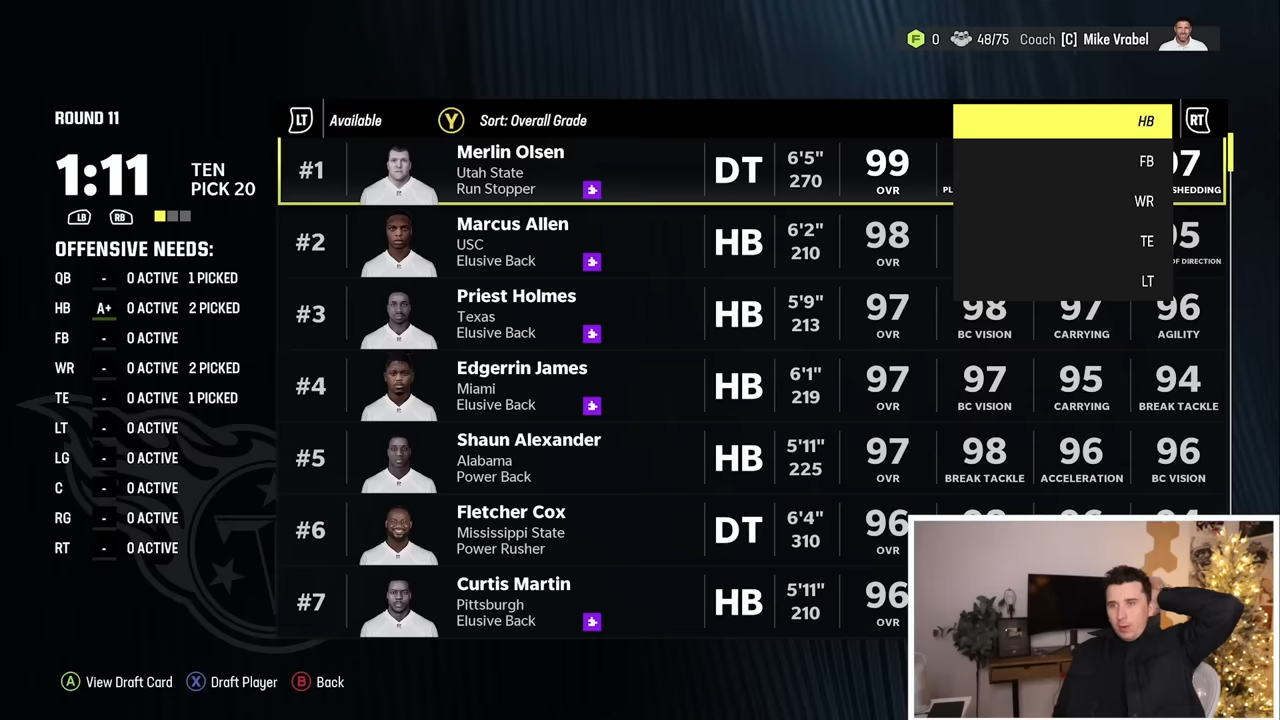 F 0 48/75 Coach [C] Mike Vrabel
ROUND 11
1:11
TEN
PICK 20
LB RB
OFFENSIVE NEEDS:
QB - 0 ACTIVE 1 PICKED
HB A+ 0 ACTIVE 2 PICKED
FB - 0 ACTIVE
WR - 0 ACTIVE 2 PICKED
TE - 0 ACTIVE 1 PICKED
LT - 0 ACTIVE
LG - 0 ACTIVE
C - 0 ACTIVE
RG - 0 ACTIVE
RT - 0 ACTIVE
LT Available Y Sort: Overall Grade HB RT
FB
WR
TE
LT
#1 Merlin Olsen DT 6'5" 99
Utah State 270 OVR
Run Stopper SHEDDING
#2 Marcus Allen HB 6'2" 98
USC 210 OVR OF DIRECTION
Elusive Back
#3 Priest Holmes HB 5'9" 97 98 97 96
Texas 213 OVR BC VISION CARRYING AGILITY
Elusive Back
#4 Edgerrin James HB 6'1" 97 97 95 94
Miami 219 OVR BC VISION CARRYING BREAK TACKLE
Elusive Back
#5 Shaun Alexander HB 5'11" 97 98 96 96
Alabama 225 OVR BREAK TACKLE ACCELERATION BC VISION
Power Back
#6 Fletcher Cox DT 6'4" 96
Mississippi State 310 OVR
Power Rusher
#7 Curtis Martin HB 5'11" 96
Pittsburgh 210 OVR
Elusive Back
A View Draft Card X Draft Player B Back